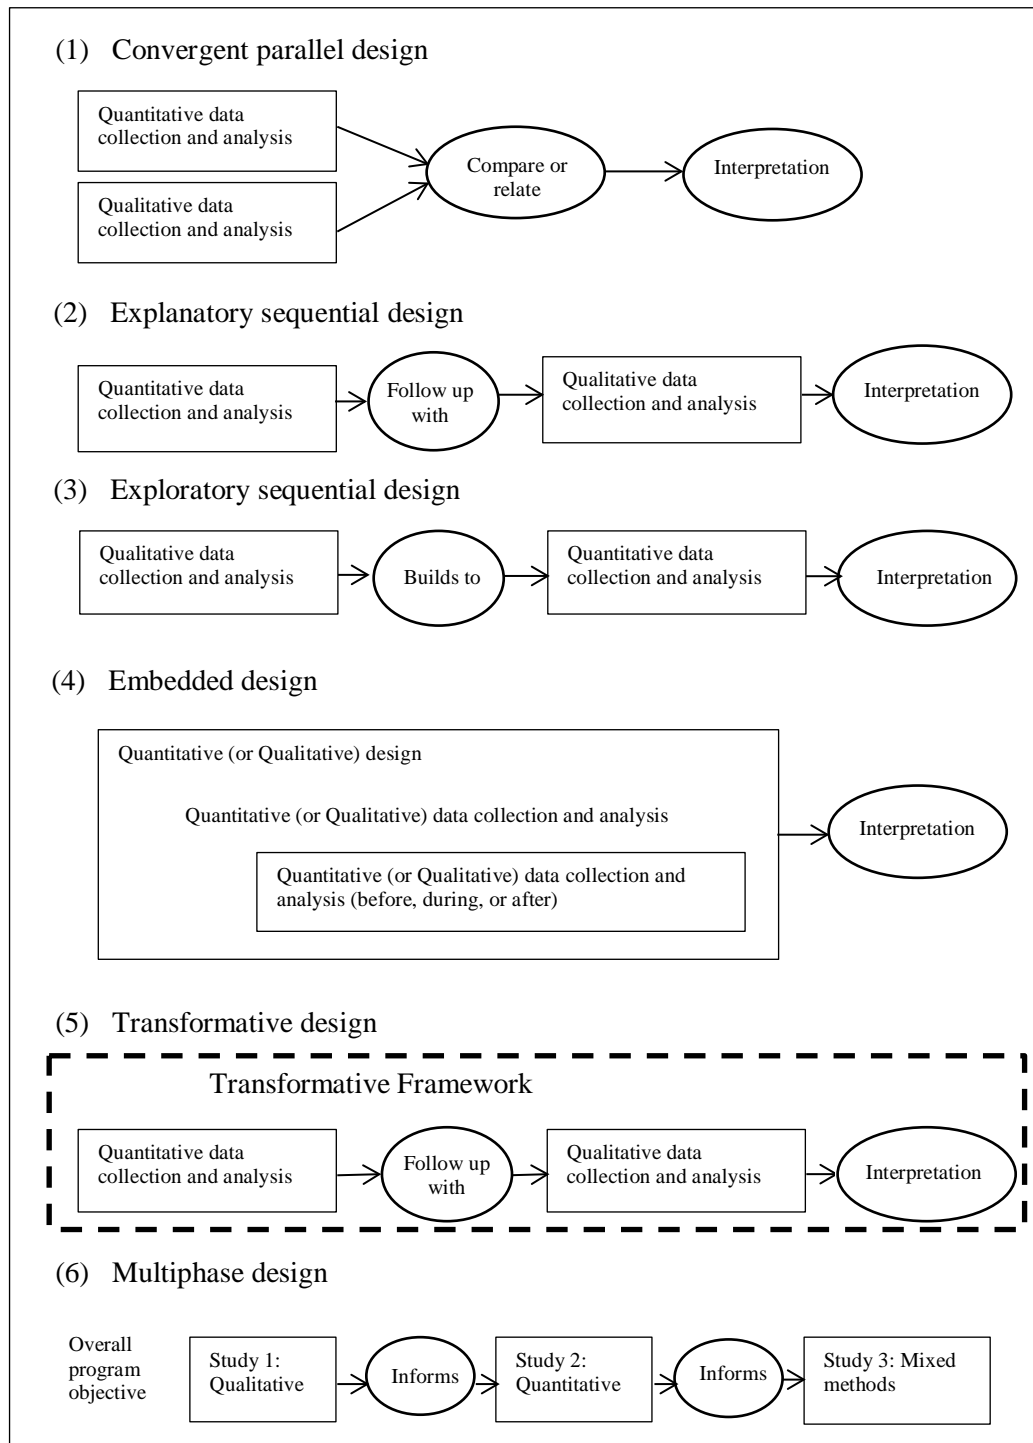 (1) Convergent parallel design
Quantitative data
collection and analysis
Qualitative data
collection and analysis
Compare or
relate
Interpretation
(2) Explanatory sequential design
Quantitative data
collection and analysis
Follow up
with
Qualitative data
collection and analysis
Interpretation
(3) Exploratory sequential design
Qualitative data
collection and analysis
Builds to
Quantitative data
collection and analysis
Interpretation
(4) Embedded design
Quantitative (or Qualitative) design
Quantitative (or Qualitative) data collection and analysis
Quantitative (or Qualitative) data collection and
analysis (before, during, or after)
Interpretation
(5) Transformative design
Transformative Framework
Quantitative data
collection and analysis
Follow up
with
Qualitative data
collection and analysis
Interpretation
(6) Multiphase design
Overall
program
objective
Study 1:
Qualitative
Informs
Study 2:
Quantitative
Informs
Study 3: Mixed
methods